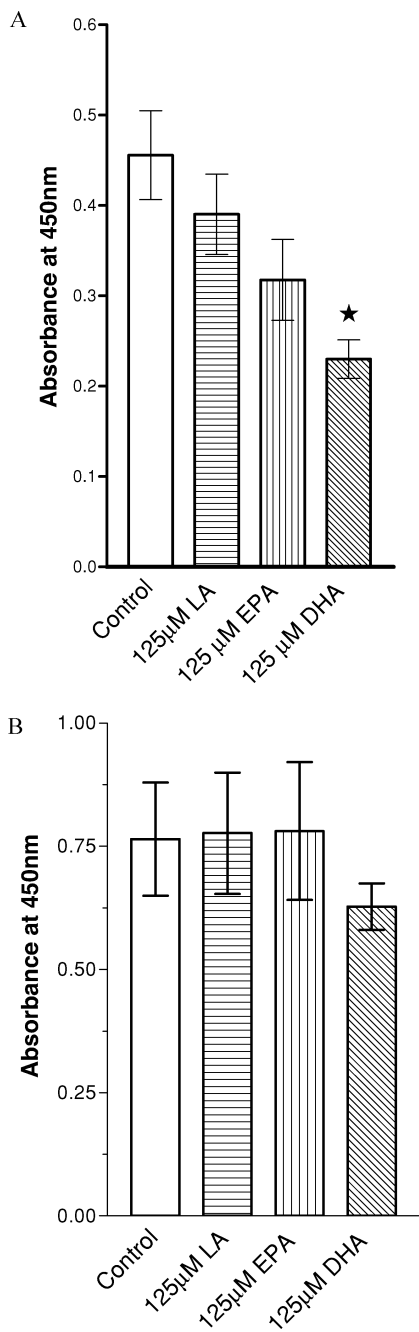 A
0.6
0.5
0.4
0.3
0.2
0.1
0.0
Absorbance at 450nm
Control
125μM LA
125 μM EPA
125 μM DHA
B
1.00
0.75
0.50
0.25
0.00
Absorbance at 450nm
Control
125μM LA
125μM EPA
125μM DHA